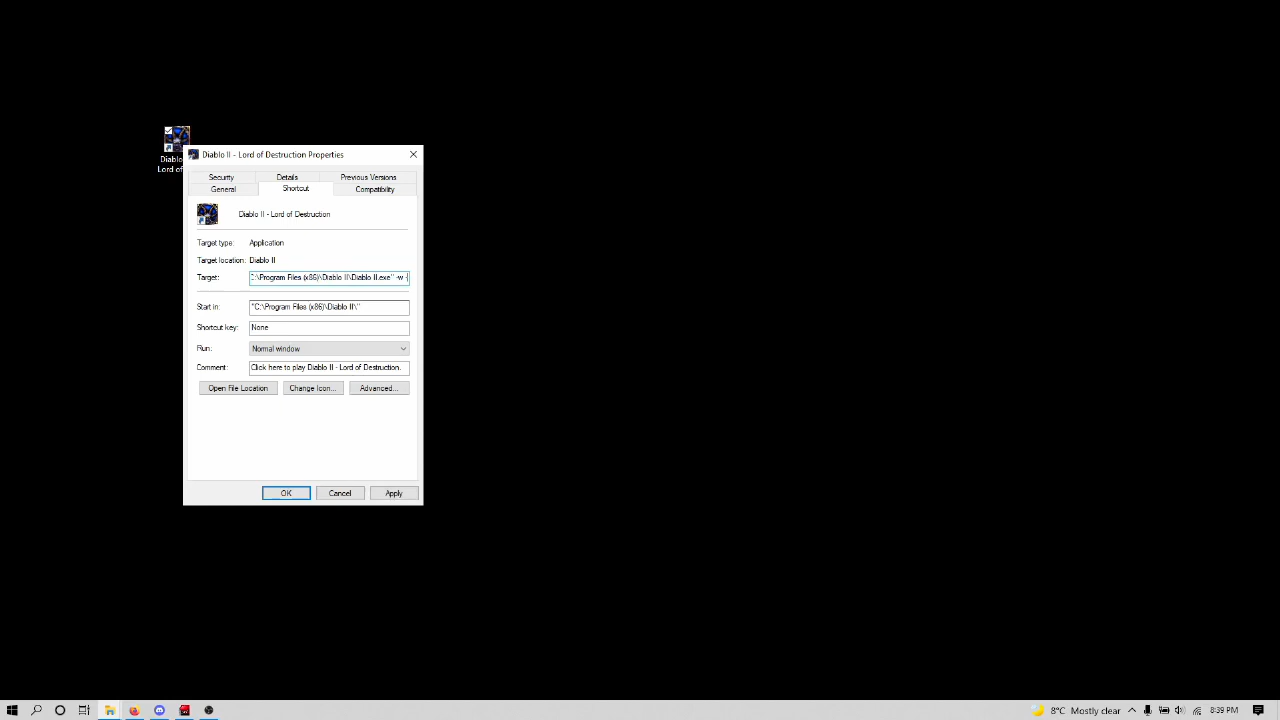 Diablo
Lord of
Diablo II - Lord of Destruction Properties
Security Details Previous Versions
General Shortcut Compatibility
Diablo II - Lord of Destruction
Target type: Application
Target location: Diablo II
Target: :\Program Files (x86)\Diablo II\Diablo II.exe" -w -
Start in: "C:\Program Files (x86)\Diablo II\"
Shortcut key: None
Run: Normal window
Comment: Click here to play Diablo II - Lord of Destruction.
Open File Location Change Icon... Advanced...
OK Cancel Apply
8°C Mostly clear 8:39 PM